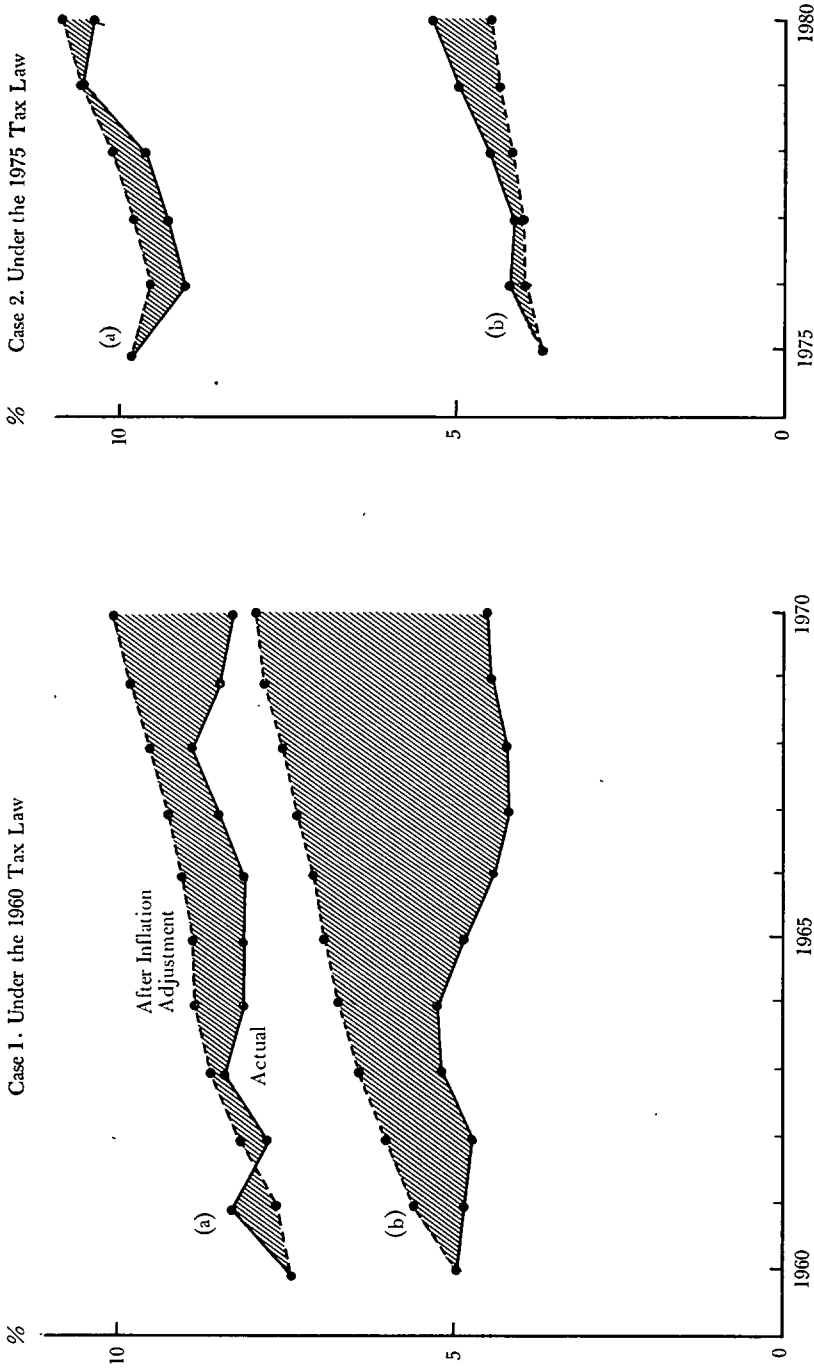 Case 1. Under the 1960 Tax Law
%
10
5
0
(a)
After Inflation
Adjustment
Actual
(b)
1960
1965
1970
Case 2. Under the 1975 Tax Law
%
10
5
0
(a)
(b)
1975
1980